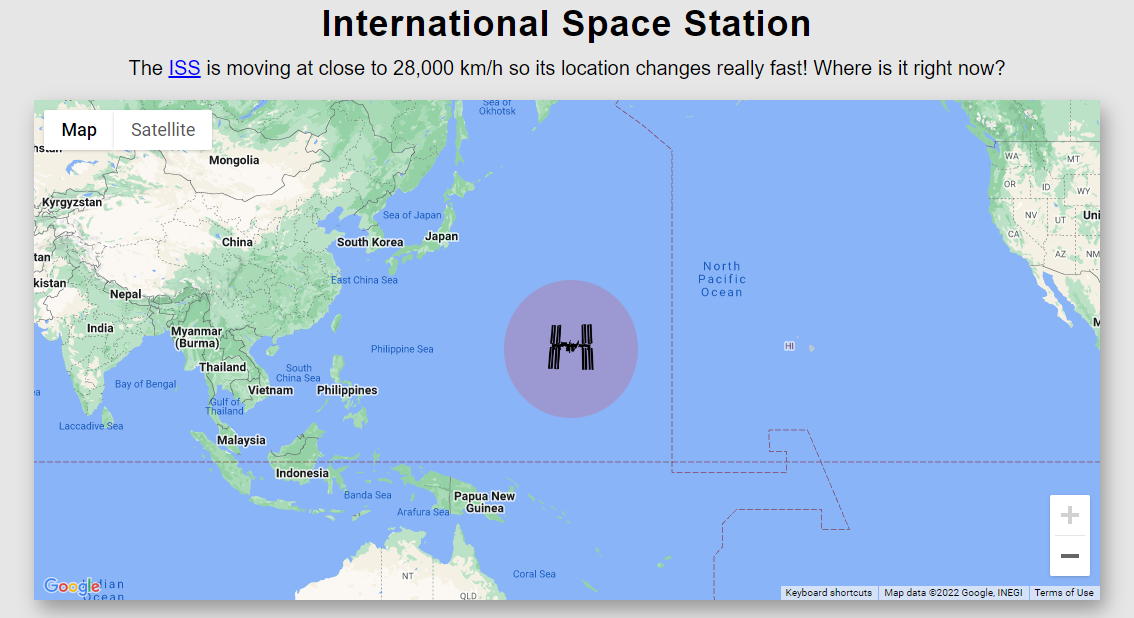 International Space Station
The ISS is moving at close to 28,000 km/h so its location changes really fast! Where is it right now?
Map
Satellite
Sea of
Okhotsk
Mongolia
Kyrgyzstan
WA
MT
OR
ID
WY
NV
UT
Uni
CA
AZ
NM
Sea of Japan
Japan
South Korea
China
tan
kistan
East China Sea
Nepal
North
Pacific
Ocean
India
Myanmar
(Burma)
HI
M
Philippine Sea
Thailand
South
China Sea
Bay of Bengal
Vietnam
Philippines
ea
Gulf of
Thailand
Laccadive Sea
Malaysia
Indonesia
Banda Sea
Papua New
Guinea
Arafura Sea
Coral Sea
NT
QLD
Google
dian
Ocean
Keyboard shortcuts
Map data ©2022 Google, INEGI
Terms of Use